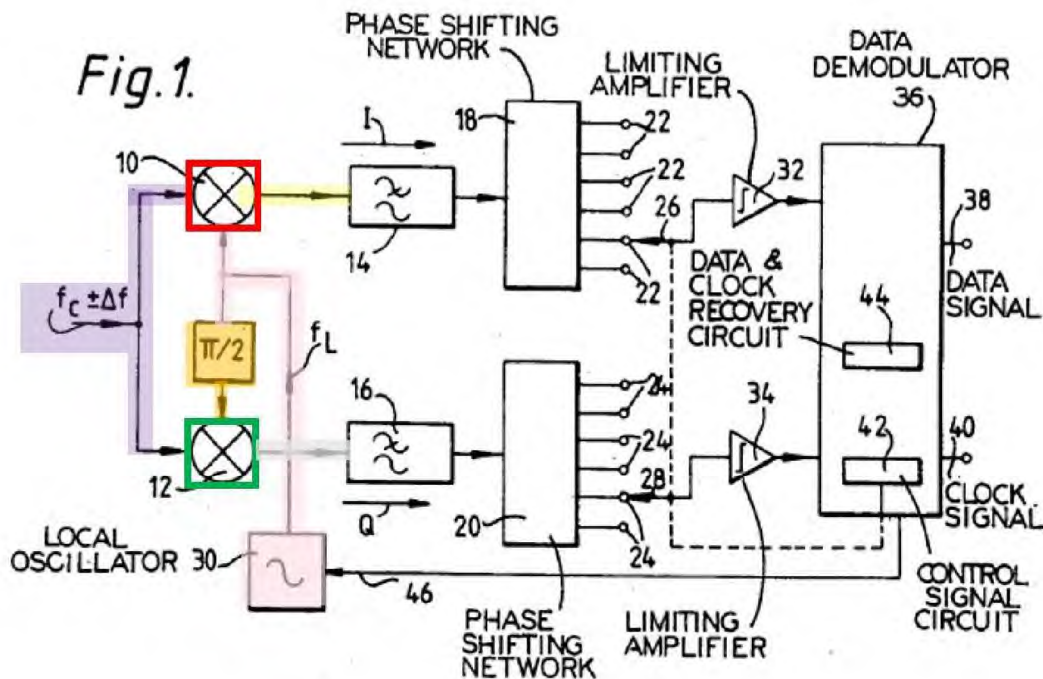 Fig.1.
PHASE SHIFTING
NETWORK
LIMITING
AMPLIFIER
DATA
DEMODULATOR
36
10
I
18
22
22
32
14
26
22
38
DATA
SIGNAL
fc ± Δf
DATA &
CLOCK
RECOVERY
CIRCUIT
44
π/2
fL
16
24
24
28
24
34
42
40
12
Q
20
CLOCK
SIGNAL
LOCAL
OSCILLATOR
30
46
CONTROL
SIGNAL
CIRCUIT
PHASE
SHIFTING
NETWORK
LIMITING
AMPLIFIER